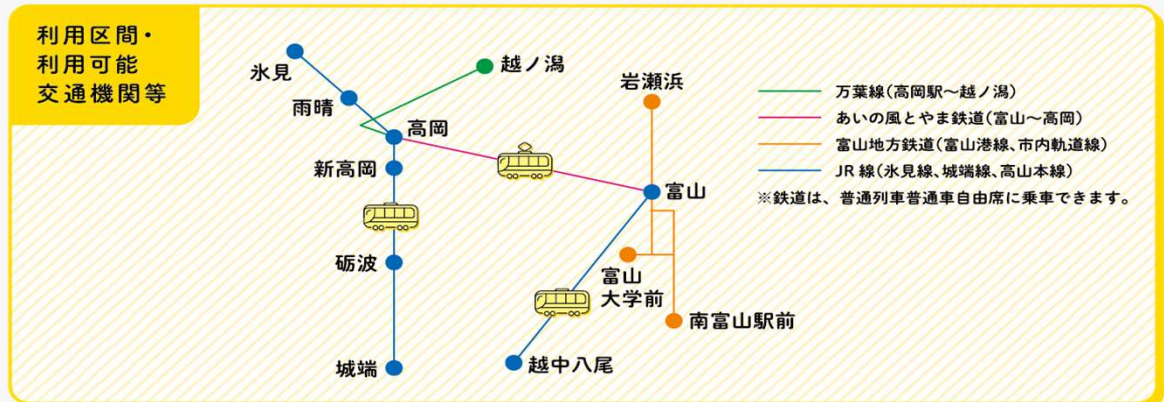 利用区間・
利用可能
交通機関等
氷見
雨晴
越ノ潟
高岡
新高岡
砺波
城端
岩瀬浜
富山
富山
大学前
南富山駅前
越中八尾
万葉線(高岡駅〜越ノ潟)
あいの風とやま鉄道(富山〜高岡)
富山地方鉄道(富山港線、市内軌道線)
JR線(氷見線、城端線、高山本線)
※鉄道は、普通列車普通車自由席に乗車できます。